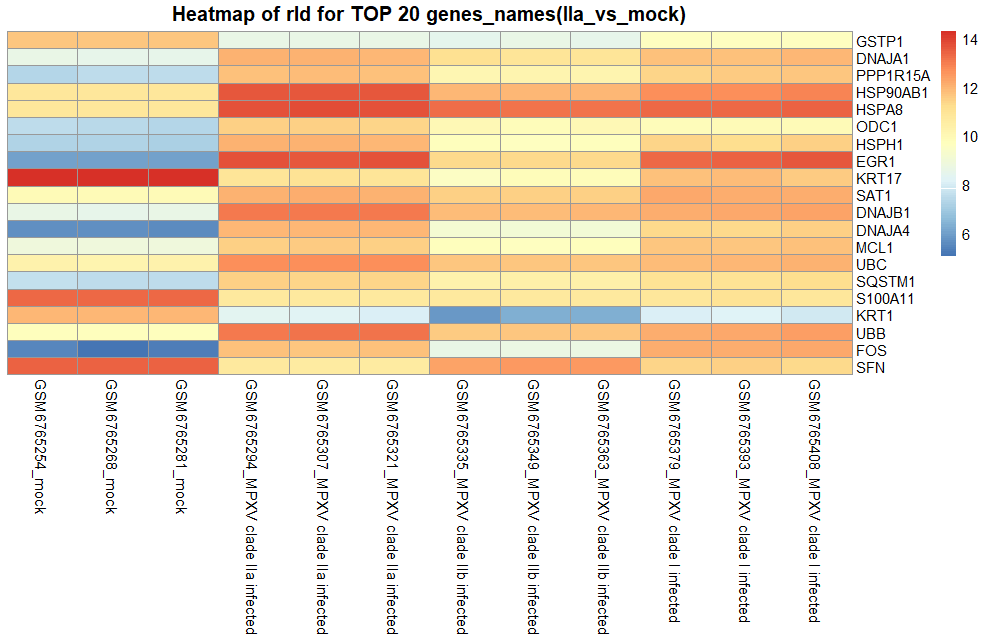 Heatmap of rld for TOP 20 genes_names(IIa_vs_mock)
GSTP1
DNAJA1
PPP1R15A
HSP90AB1
HSPA8
ODC1
HSPH1
EGR1
KRT17
SAT1
DNAJB1
DNAJA4
MCL1
UBC
SQSTM1
S100A11
KRT1
UBB
FOS
SFN
14
12
10
8
6
GSM6765254_mock
GSM6765268_mock
GSM6765281_mock
GSM6765294_MPXV clade IIa infected
GSM6765307_MPXV clade IIa infected
GSM6765321_MPXV clade IIa infected
GSM6765335_MPXV clade IIb infected
GSM6765349_MPXV clade IIb infected
GSM6765363_MPXV clade IIb infected
GSM6765379_MPXV clade I infected
GSM6765393_MPXV clade I infected
GSM6765408_MPXV clade I infected